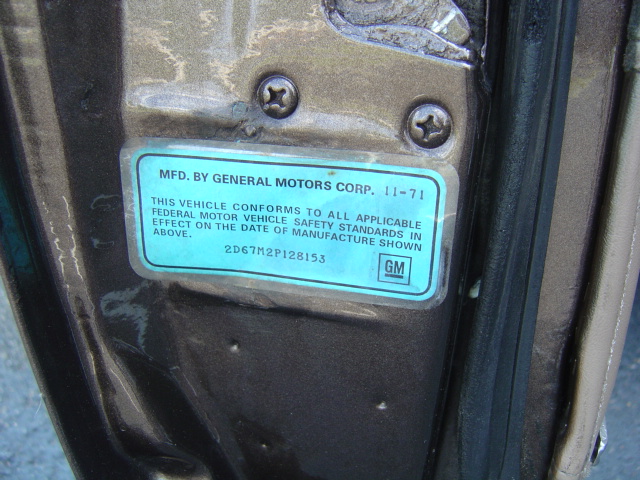 MFD. BY GENERAL MOTORS CORP. 11-71
THIS VEHICLE CONFORMS TO ALL APPLICABLE
FEDERAL MOTOR VEHICLE SAFETY STANDARDS IN
EFFECT ON THE DATE OF MANUFACTURE SHOWN
ABOVE.
2D67M2P128153
GM